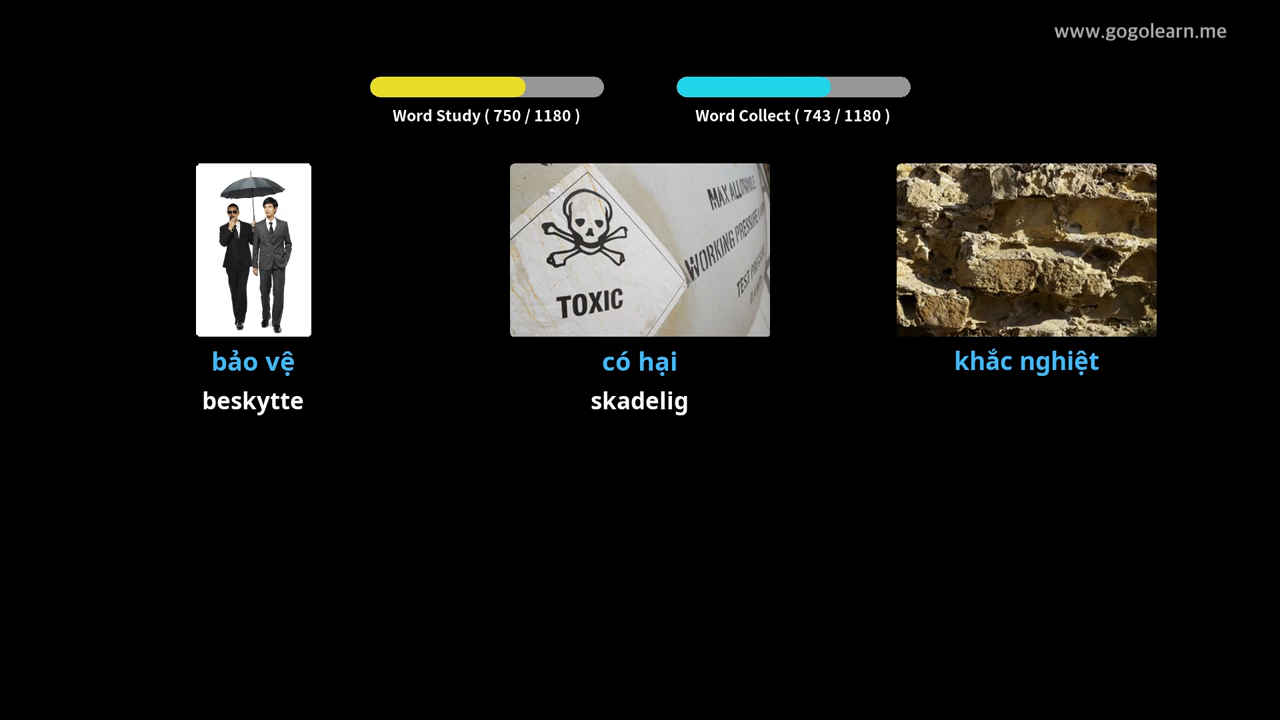 www.gogolearn.me
Word Study ( 750 / 1180 )
Word Collect ( 743 / 1180 )
TOXIC
MAX ALLOWABLE
WORKING PRESSURE
bảo vệ
có hại
khắc nghiệt
beskytte
skadelig